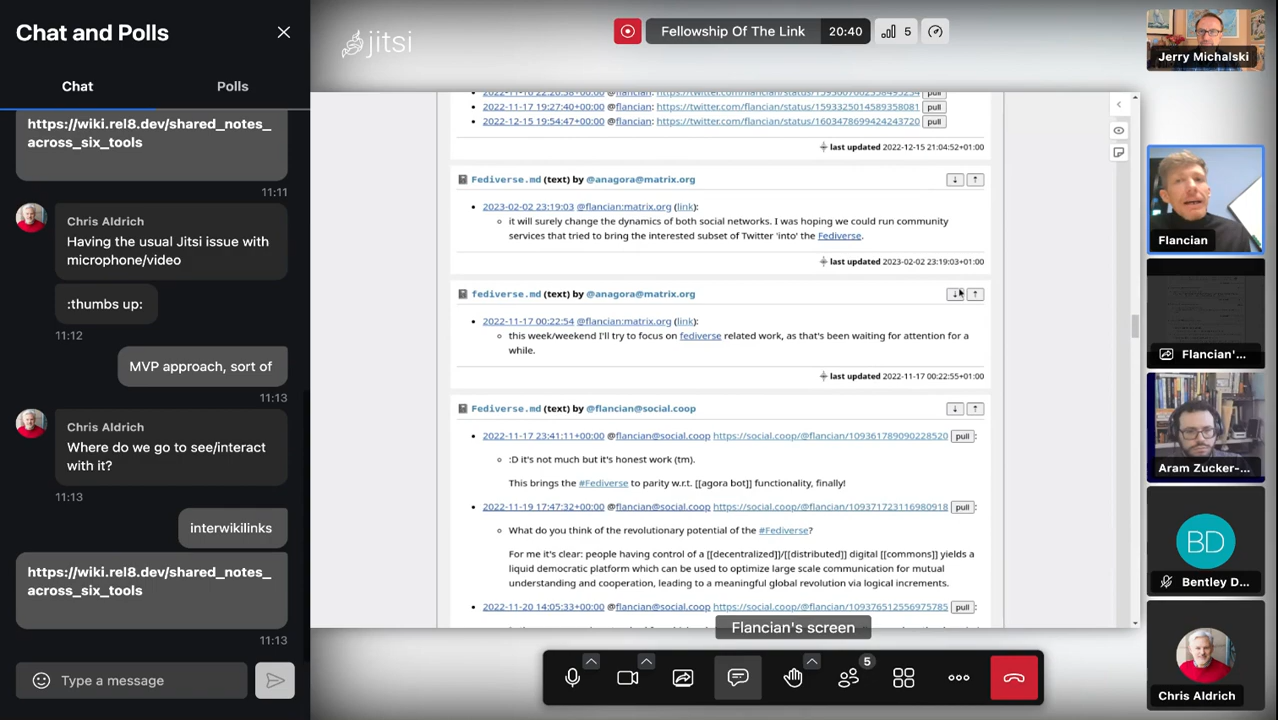 Chat and Polls
Chat
Polls
https://wiki.rel8.dev/shared_notes_
across_six_tools
11:11
Chris Aldrich
Having the usual Jitsi issue with
microphone/video
:thumbs up:
11:12
MVP approach, sort of
11:13
Chris Aldrich
Where do we go to see/interact
with it?
11:13
interwikilinks
https://wiki.rel8.dev/shared_notes_
across_six_tools
11:13
Type a message
jitsi
Fellowship Of The Link
20:40
5
pull
2022-11-17 19:27:40+00:00 @flancian: https://twitter.com/flancian/status/1593325014589358081 pull
2022-12-15 19:54:47+00:00 @flancian: https://twitter.com/flancian/status/1603478699424243720 pull
last updated 2022-12-15 21:04:52+01:00
Fediverse.md (text) by @anagora@matrix.org
2023-02-02 23:19:03 @flancian:matrix.org (link):
it will surely change the dynamics of both social networks. I was hoping we could run community
services that tried to bring the interested subset of Twitter 'into' the Fediverse.
last updated 2023-02-02 23:19:03+01:00
fediverse.md (text) by @anagora@matrix.org
2022-11-17 00:22:54 @flancian:matrix.org (link):
this week/weekend I'll try to focus on fediverse related work, as that's been waiting for attention for a
while.
last updated 2022-11-17 00:22:55+01:00
Fediverse.md (text) by @flancian@social.coop
2022-11-17 23:41:11+00:00 @flancian@social.coop https://social.coop/@flancian/109361789090228520 pull :
:D it's not much but it's honest work (tm).
This brings the #Fediverse to parity w.r.t. [[agora bot]] functionality, finally!
2022-11-19 17:47:32+00:00 @flancian@social.coop https://social.coop/@flancian/109371723116980918 pull :
What do you think of the revolutionary potential of the #Fediverse?
For me it's clear: people having control of a [[decentralized]]/[[distributed]] digital [[commons]] yields a
liquid democratic platform which can be used to optimize large scale communication for mutual
understanding and cooperation, leading to a meaningful global revolution via logical increments.
2022-11-20 14:05:33+00:00 @flancian@social.coop https://social.coop/@flancian/109376512556975785 pull :
Flancian's screen
5
Jerry Michalski
Flancian
Flancian'...
Aram Zucker-...
BD
Bentley D...
Chris Aldrich